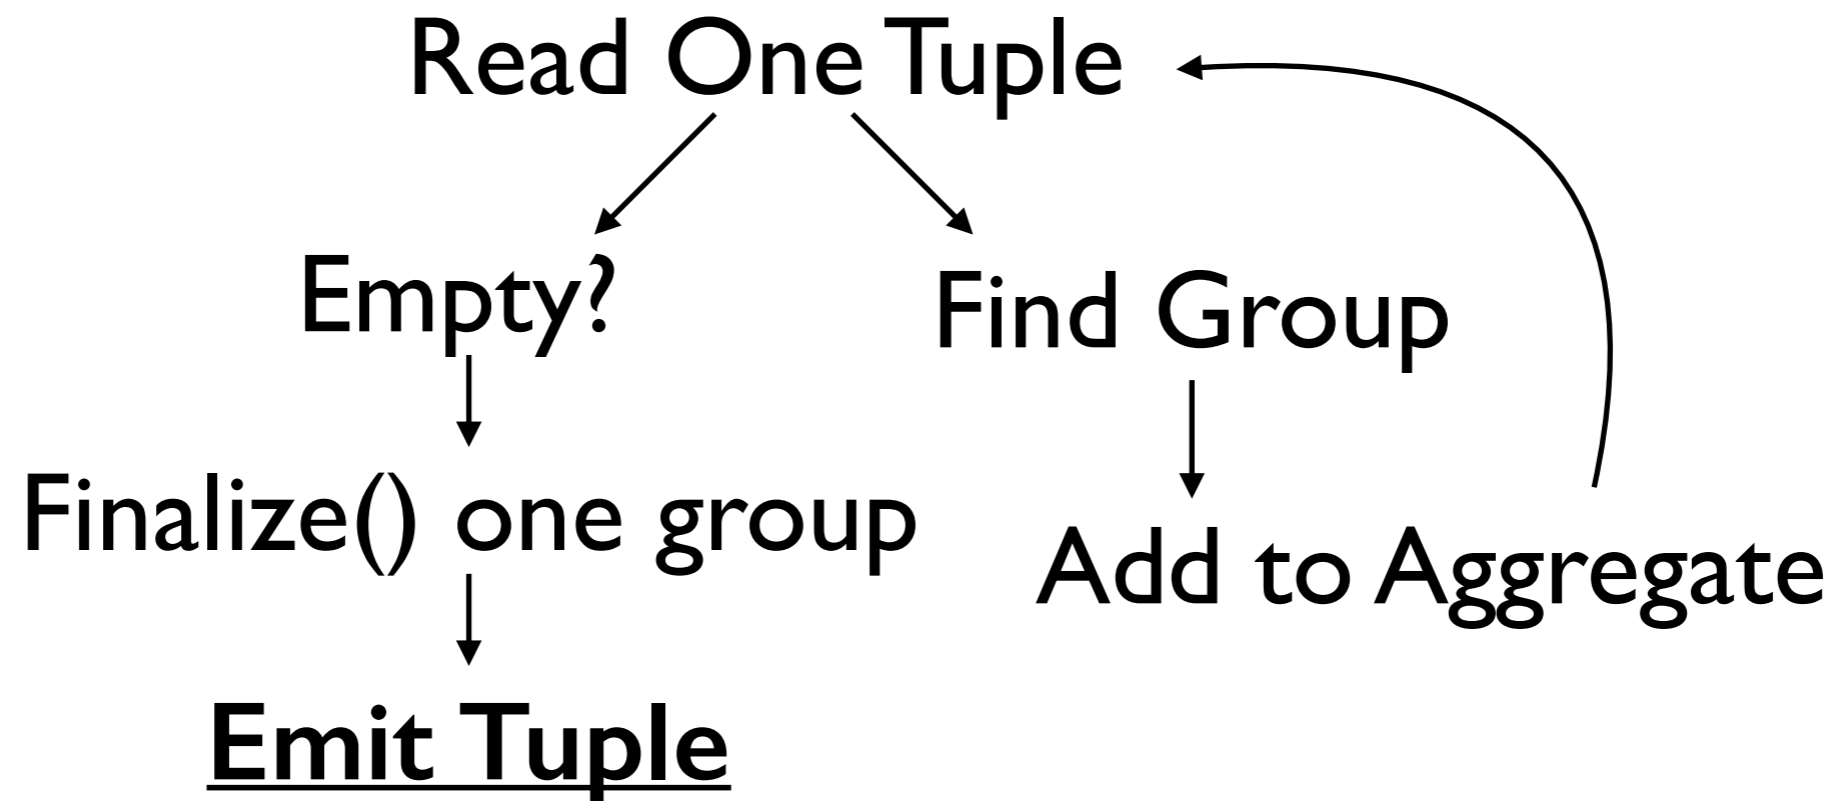 Read One Tuple
Empty?
Find Group
Finalize() one group
Add to Aggregate
Emit Tuple